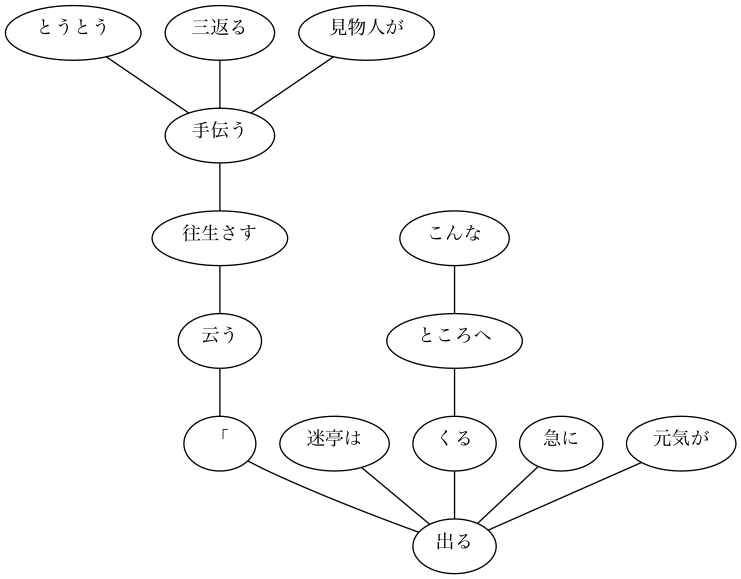 とうとう
三返る
見物人が
手伝う
往生さす
こんな
云う
ところへ
「
迷亭は
くる
急に
元気が
出る